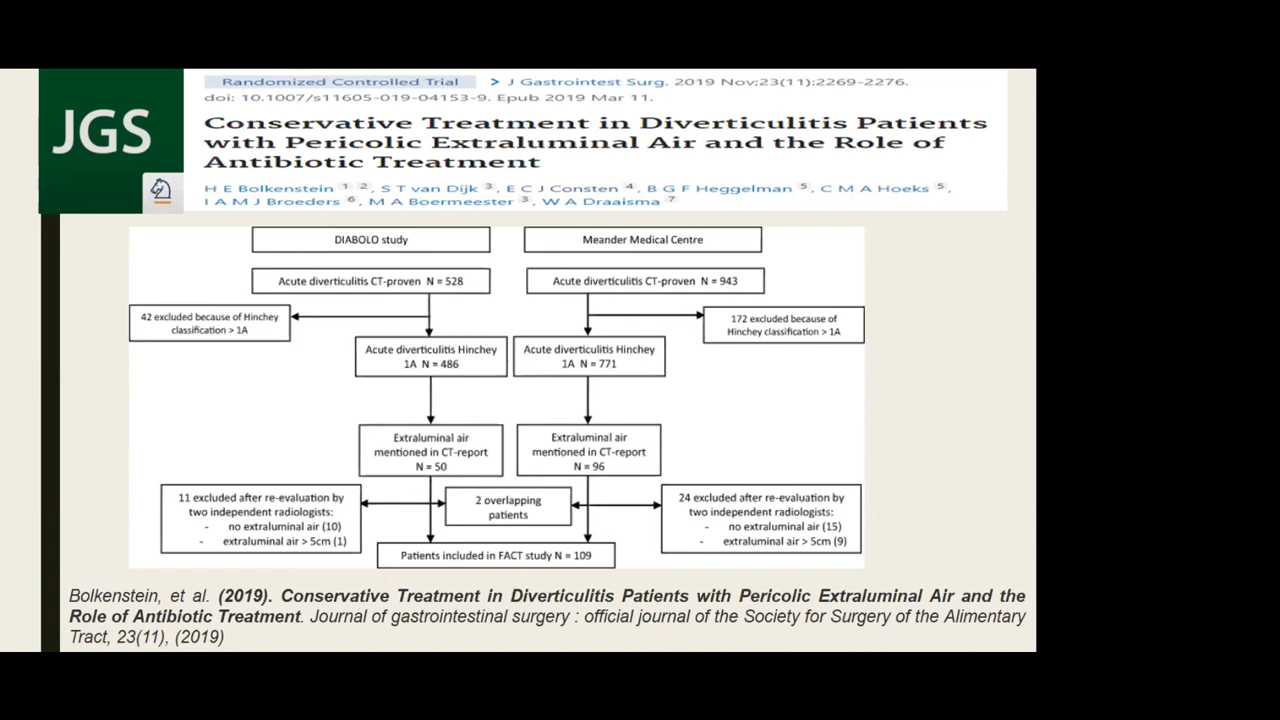 JGS
Randomized Controlled Trial > J Gastrointest Surg. 2019 Nov;23(11):2269-2276.
doi: 10.1007/s11605-019-04153-9. Epub 2019 Mar 11.
Conservative Treatment in Diverticulitis Patients
with Pericolic Extraluminal Air and the Role of
Antibiotic Treatment
H E Bolkenstein 1 2, S T van Dijk 3, E C J Consten 4, B G F Heggelman 5, C M A Hoeks 5,
I A M J Broeders 6, M A Boermeester 3, W A Draaisma 7
DIABOLO study
Meander Medical Centre
Acute diverticulitis CT-proven N = 528
Acute diverticulitis CT-proven N = 943
42 excluded because of Hinchey
classification > 1A
172 excluded because of
Hinchey classification > 1A
Acute diverticulitis Hinchey
1A N = 486
Acute diverticulitis Hinchey
1A N = 771
Extraluminal air
mentioned in CT-report
N = 50
Extraluminal air
mentioned in CT-report
N = 96
11 excluded after re-evaluation by
two independent radiologists:
- no extraluminal air (10)
- extraluminal air > 5cm (1)
2 overlapping
patients
24 excluded after re-evaluation by
two independent radiologists:
- no extraluminal air (15)
- extraluminal air > 5cm (9)
Patients included in FACT study N = 109
Bolkenstein, et al. (2019). Conservative Treatment in Diverticulitis Patients with Pericolic Extraluminal Air and the
Role of Antibiotic Treatment. Journal of gastrointestinal surgery : official journal of the Society for Surgery of the Alimentary
Tract, 23(11), (2019)